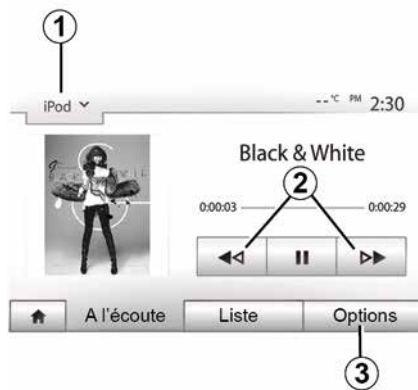 1
iPod
--°C PM 2:30
Black & White
2
0:00:03 0:00:29
A l'écoute Liste Options
3